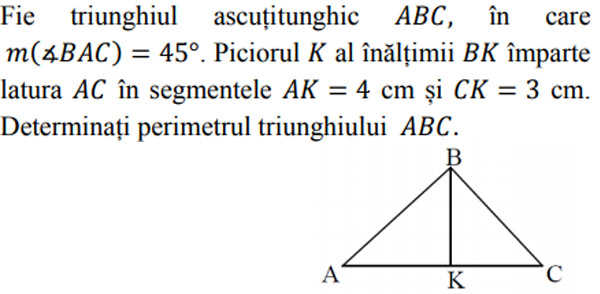 Fie triunghiul ascuțitunghic ABC, în care
m(∡BAC) = 45°. Piciorul K al înălțimii BK împarte
latura AC în segmentele AK = 4 cm și CK = 3 cm.
Determinați perimetrul triunghiului ABC.
B
A
K
C